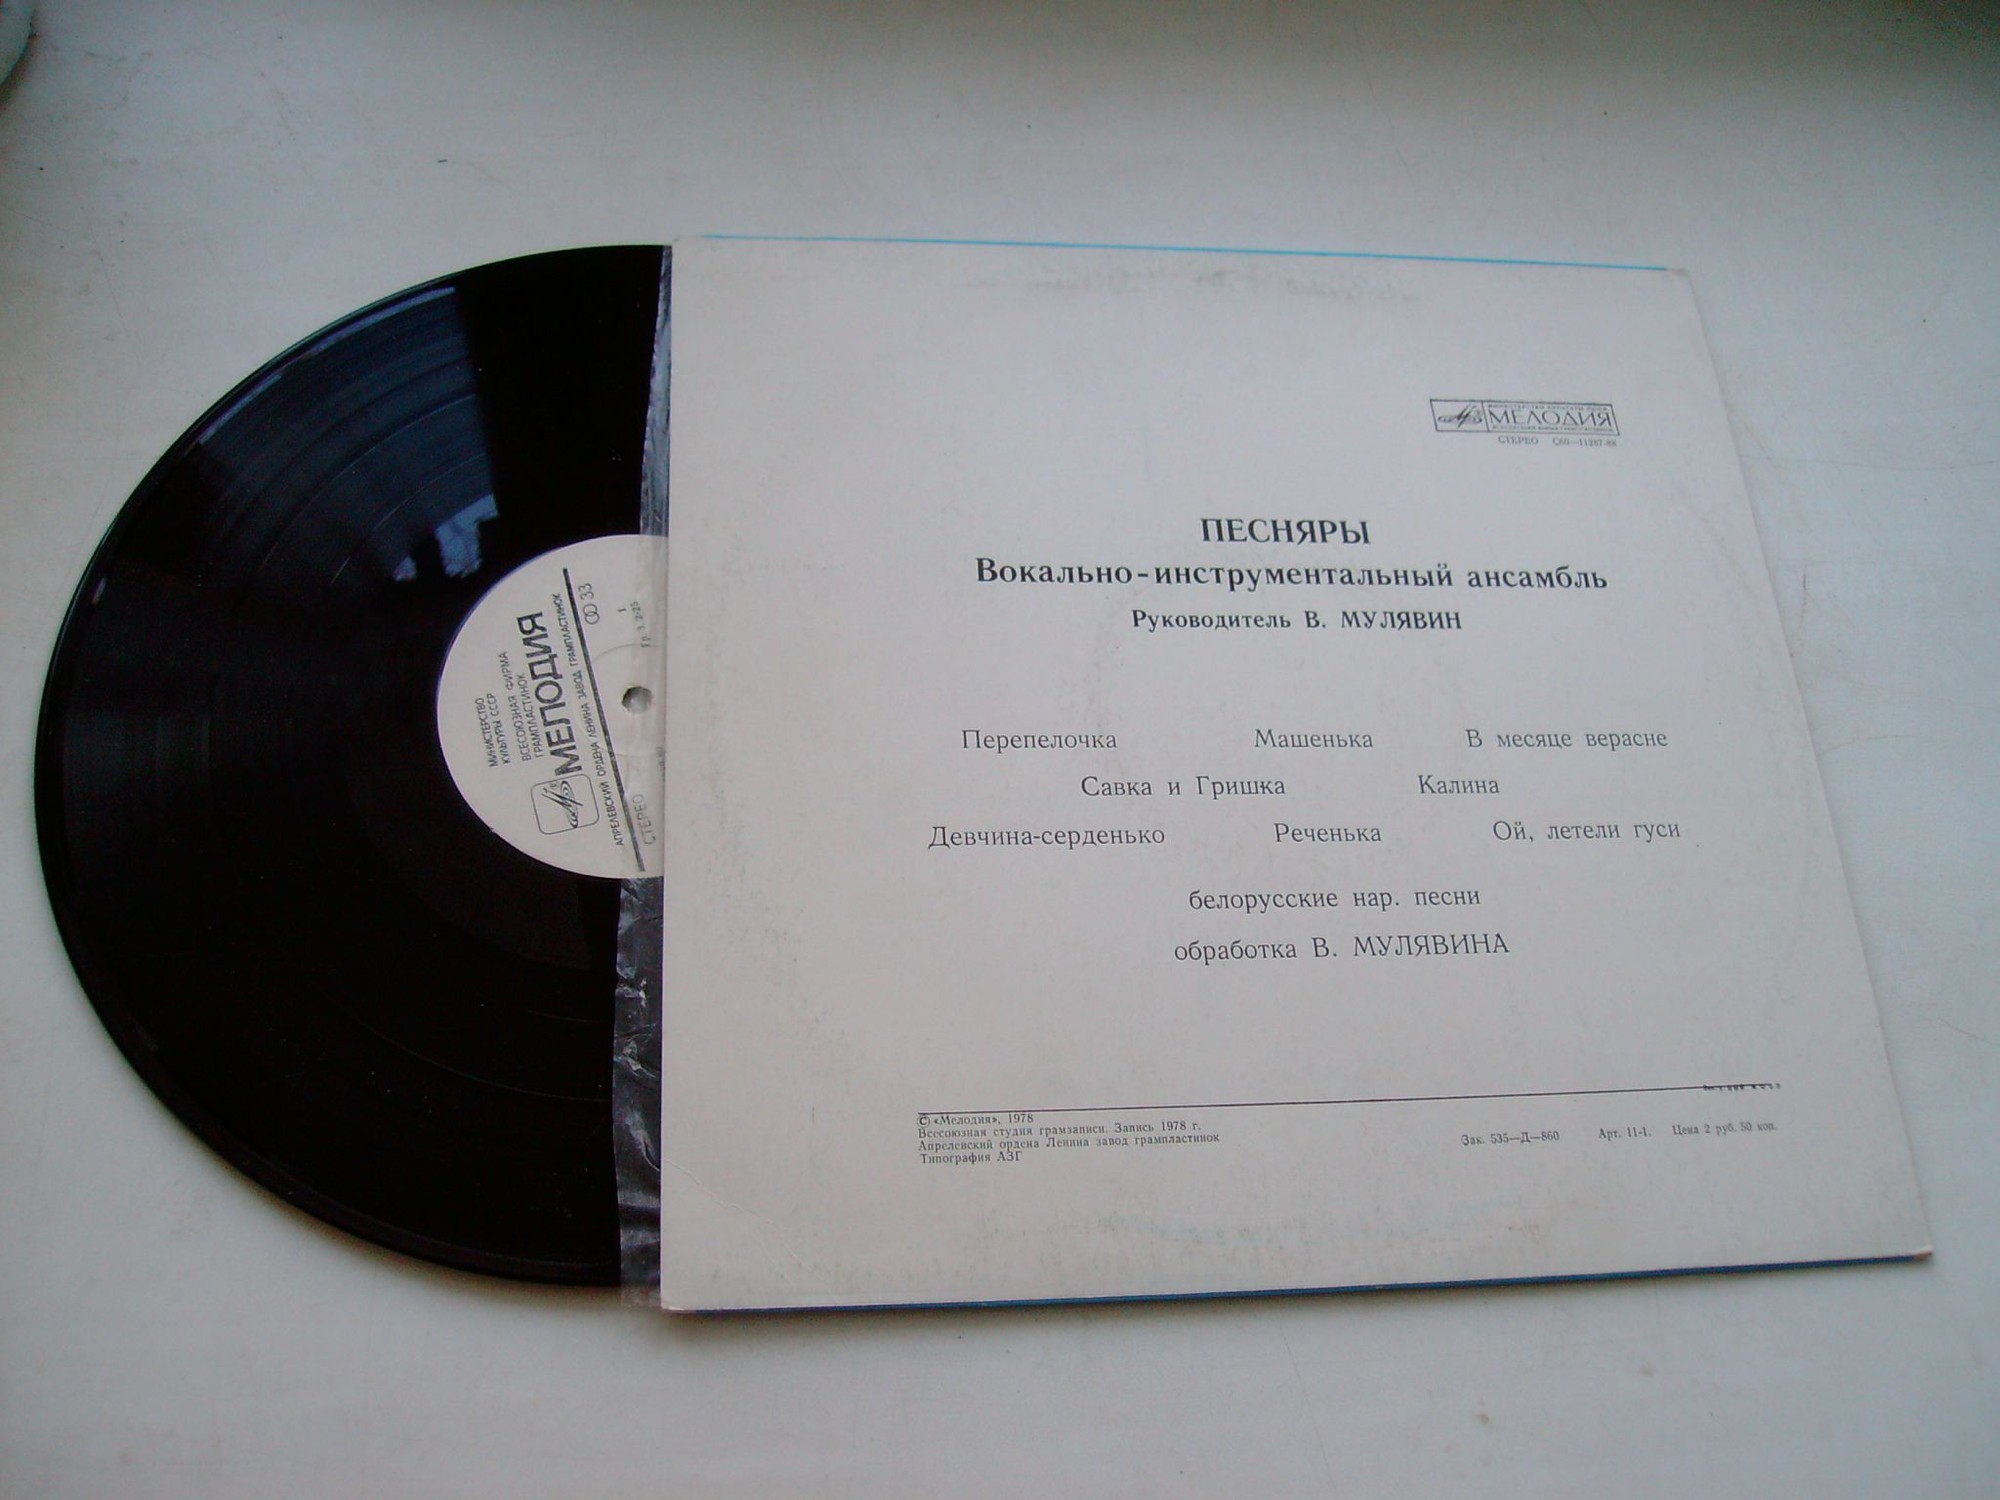 МИНИСТЕРСТВО
КУЛЬТУРЫ СССР
ВСЕСОЮЗНАЯ ФИРМА
ГРАМПЛАСТИНОК
МЕЛОДИЯ
АПРЕЛЕВСКИЙ ОРДЕНА ЛЕНИНА ЗАВОД ГРАМПЛАСТИНОК
33
СТЕРЕО
МЕЛОДИЯ
СТЕРЕО С60—11287-88
ПЕСНЯРЫ
Вокально-инструментальный ансамбль
Руководитель В. МУЛЯВИН
Перепелочка Машенька В месяце верасне
Савка и Гришка Калина
Девчина-серденько Реченька Ой, летели гуси
белорусские нар. песни
обработка В. МУЛЯВИНА
© «Мелодия», 1978
Всесоюзная студия грамзаписи. Запись 1978 г.
Апрелевский ордена Ленина завод грампластинок
Типография АЗГ
Зак. 535—Д—860 Арт. 11-1. Цена 2 руб. 50 коп.